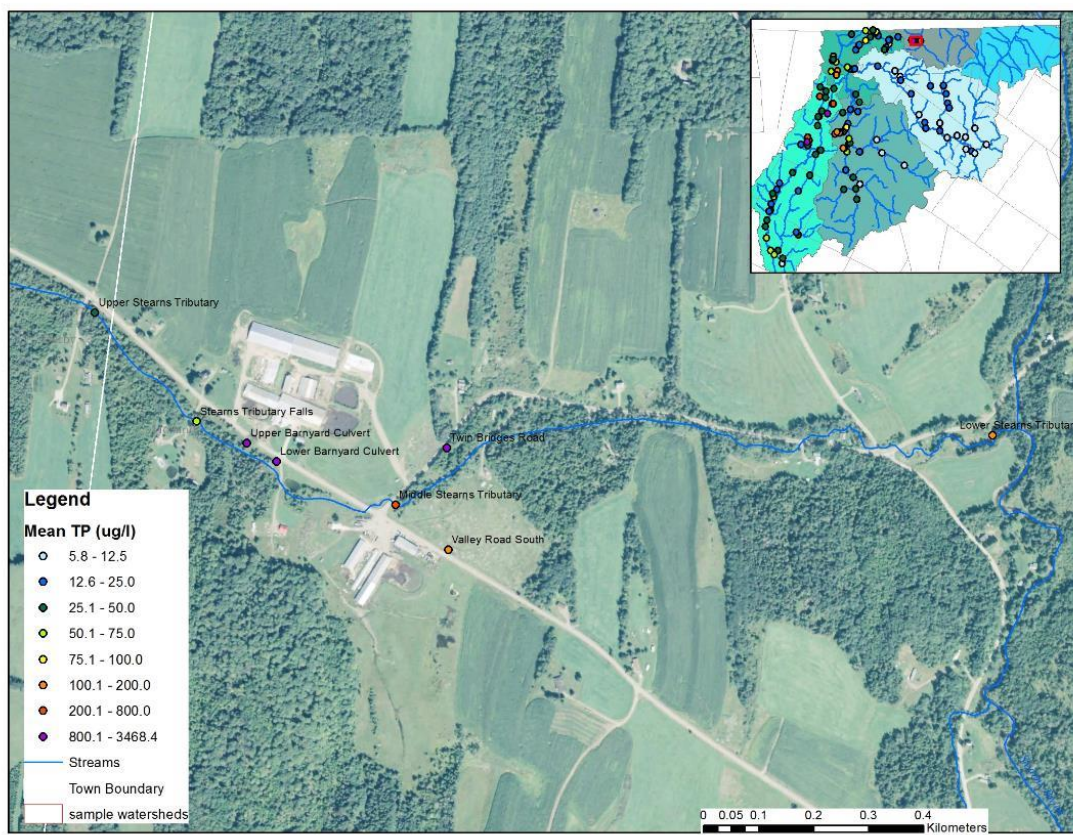 Upper Stearns Tributary
Stearns Tributary Falls
Upper Barnyard Culvert
Lower Barnyard Culvert
Twin Bridges Road
Lower Stearns Tributary
Middle Stearns Tributary
Valley Road South
Legend
Mean TP (ug/l)
5.8 - 12.5
12.6 - 25.0
25.1 - 50.0
50.1 - 75.0
75.1 - 100.0
100.1 - 200.0
200.1 - 800.0
800.1 - 3468.4
Streams
Town Boundary
sample watersheds
0 0.05 0.1 0.2 0.3 0.4
Kilometers